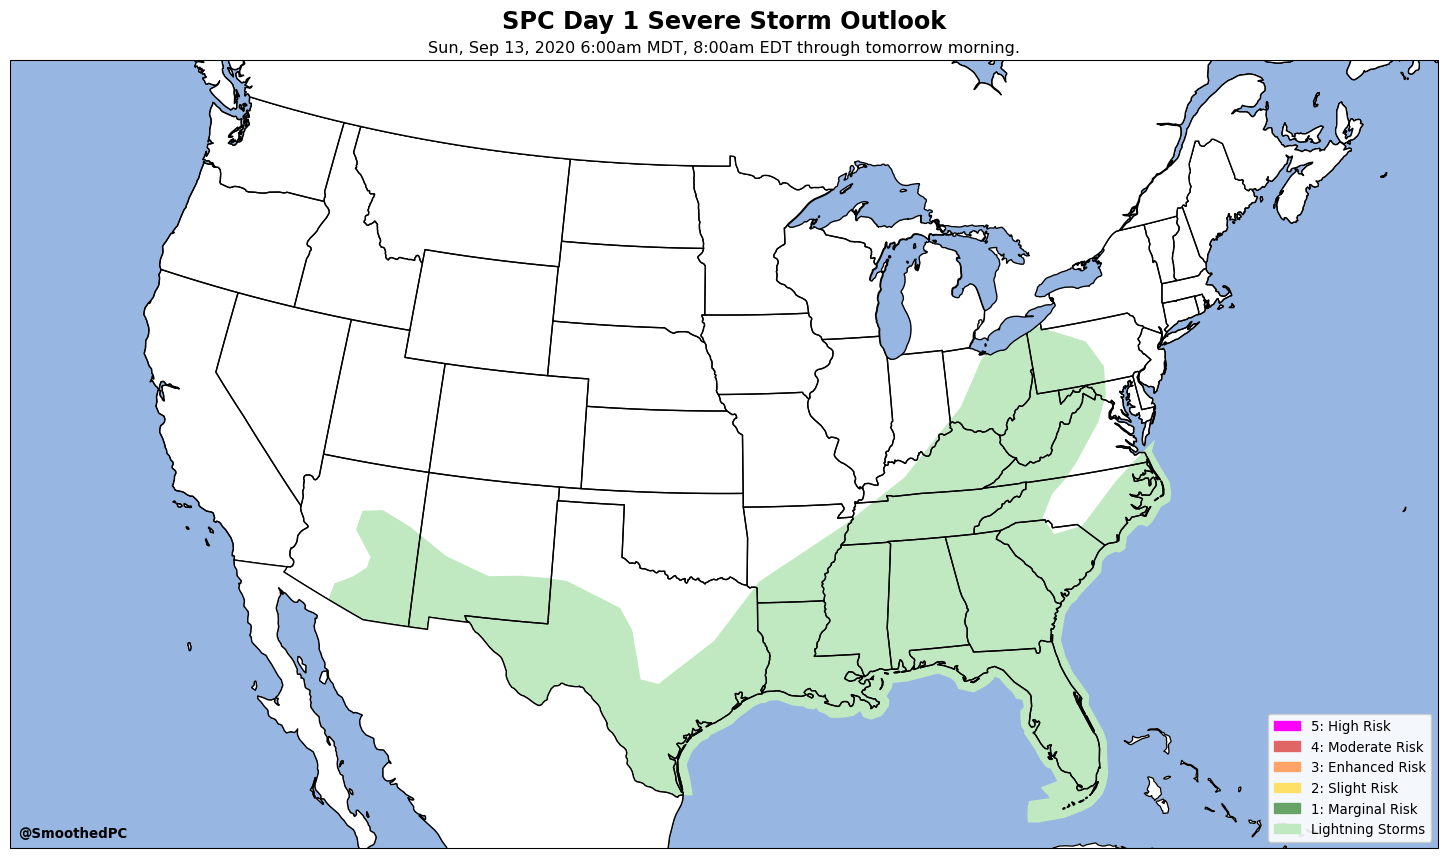 SPC Day 1 Severe Storm Outlook
Sun, Sep 13, 2020 6:00am MDT, 8:00am EDT through tomorrow morning.
5: High Risk
4: Moderate Risk
3: Enhanced Risk
2: Slight Risk
1: Marginal Risk
Lightning Storms
@SmoothedPC